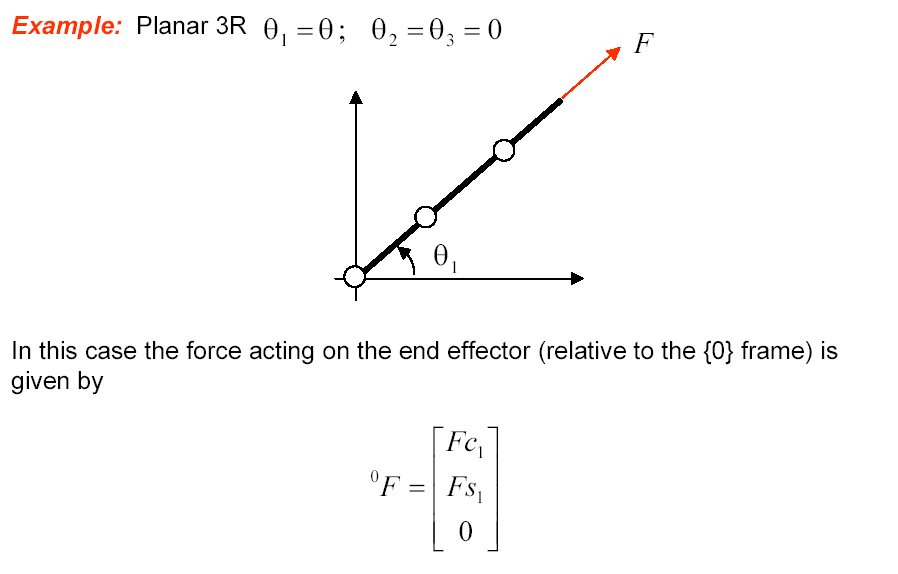 Example: Planar 3R θ₁ = θ; θ₂ = θ₃ = 0
F
θ₁
In this case the force acting on the end effector (relative to the {0} frame) is
given by
⁰F = [Fc₁
Fs₁
0]